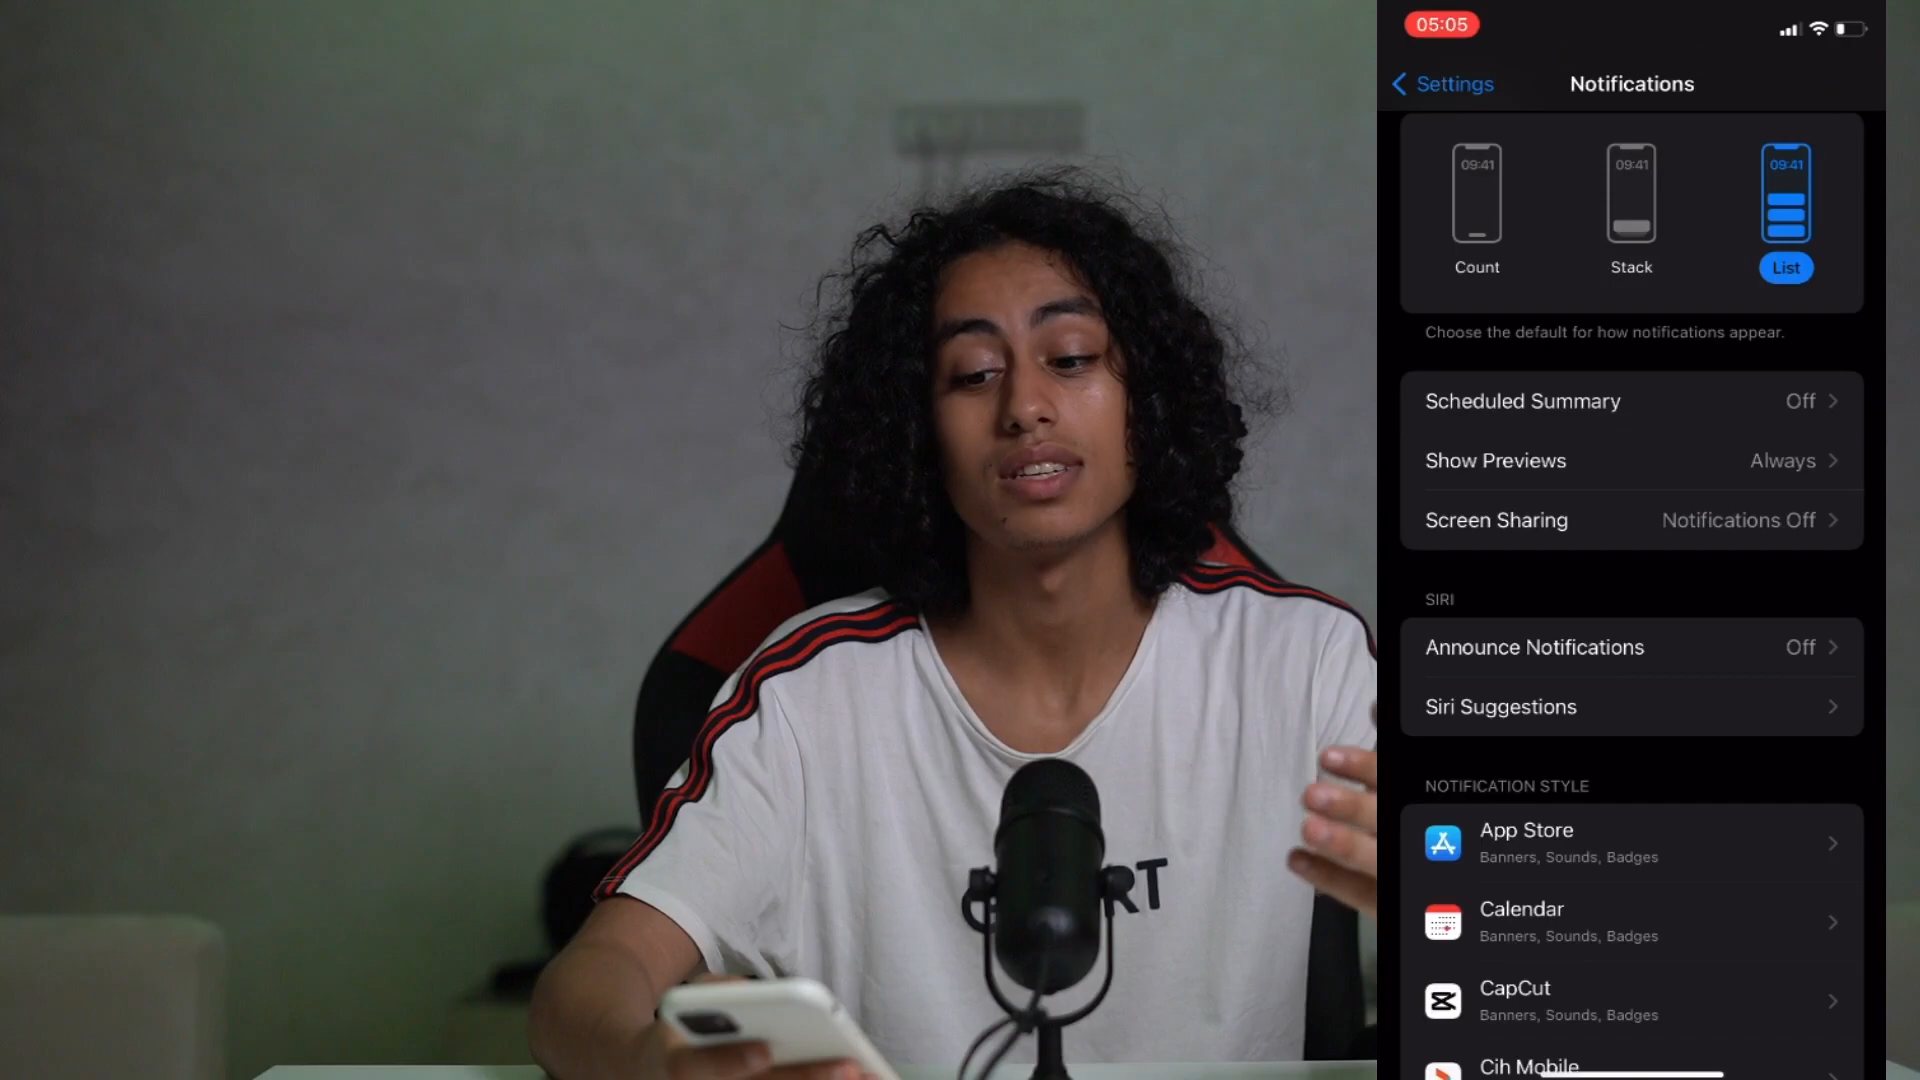 05:05
Settings
Notifications
09:41
09:41
09:41
Count
Stack
List
Choose the default for how notifications appear.
Scheduled Summary
Off
Show Previews
Always
Screen Sharing
Notifications Off
SIRI
Announce Notifications
Off
Siri Suggestions
NOTIFICATION STYLE
App Store
Banners, Sounds, Badges
Calendar
Banners, Sounds, Badges
CapCut
Banners, Sounds, Badges
Cih Mobile